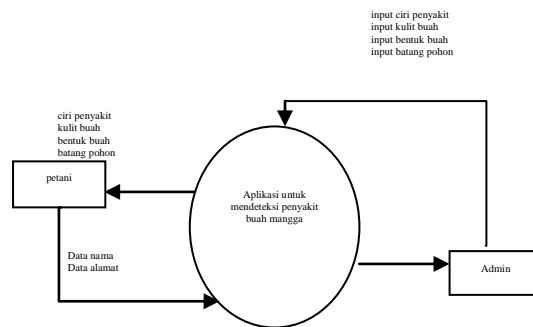 input ciri penyakit
input kulit buah
input bentuk buah
input batang pohon
ciri penyakit
kulit buah
bentuk buah
batang pohon
petani
Aplikasi untuk
mendeteksi penyakit
buah mangga
Data nama
Data alamat
Admin